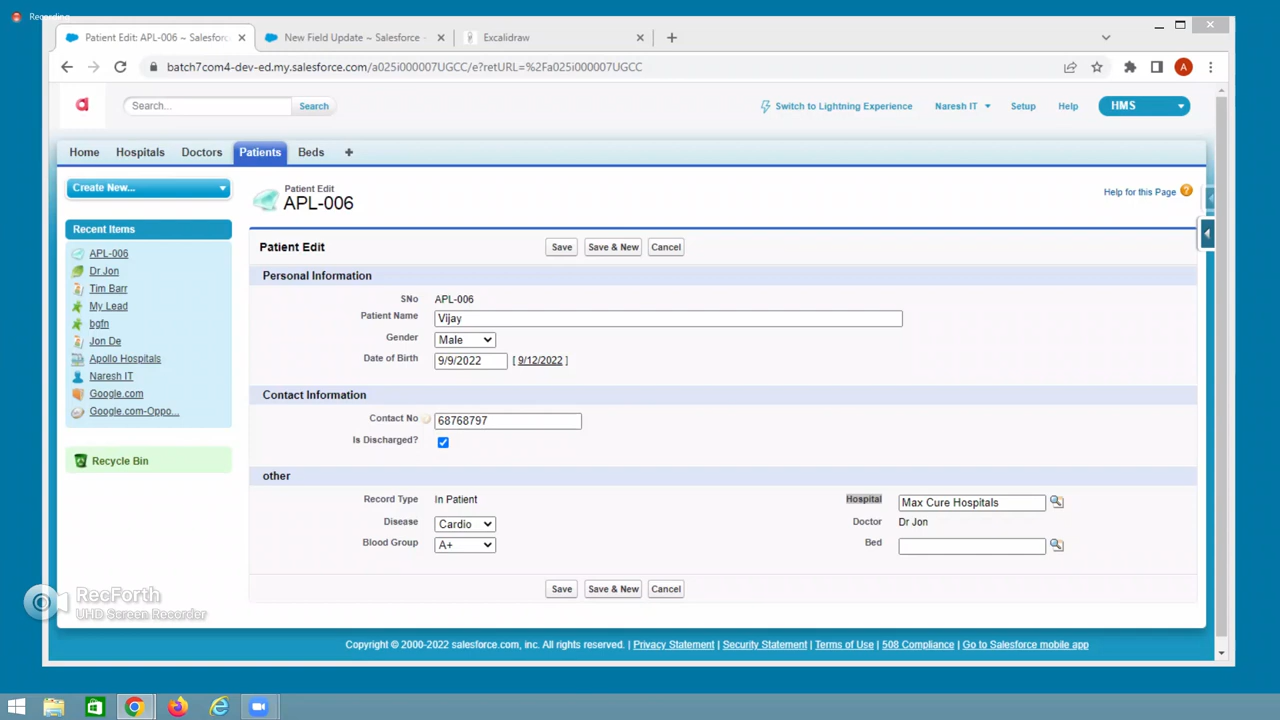 Recording
Patient Edit: APL-006 ~ Salesforc
New Field Update ~ Salesforce -
Excalidraw
batch7com4-dev-ed.my.salesforce.com/a025i000007UGCC/e?retURL=%2Fa025i000007UGCC
A
Search...
Search
Switch to Lightning Experience
Naresh IT
Setup
Help
HMS
Home
Hospitals
Doctors
Patients
Beds
+
Create New...
Recent Items
APL-006
Dr Jon
Tim Barr
My Lead
bgfn
Jon De
Apollo Hospitals
Naresh IT
Google.com
Google.com-Oppo...
Recycle Bin
Patient Edit
APL-006
Help for this Page ?
Patient Edit
Save
Save & New
Cancel
Personal Information
SNo APL-006
Patient Name Vijay
Gender Male
Date of Birth 9/9/2022 [ 9/12/2022 ]
Contact Information
Contact No 68768797
Is Discharged?
other
Record Type In Patient
Hospital Max Cure Hospitals
Disease Cardio
Doctor Dr Jon
Blood Group A+
Bed
Save
Save & New
Cancel
RecForth
UHD Screen Recorder
Copyright © 2000-2022 salesforce.com, inc. All rights reserved. | Privacy Statement | Security Statement | Terms of Use | 508 Compliance | Go to Salesforce mobile app